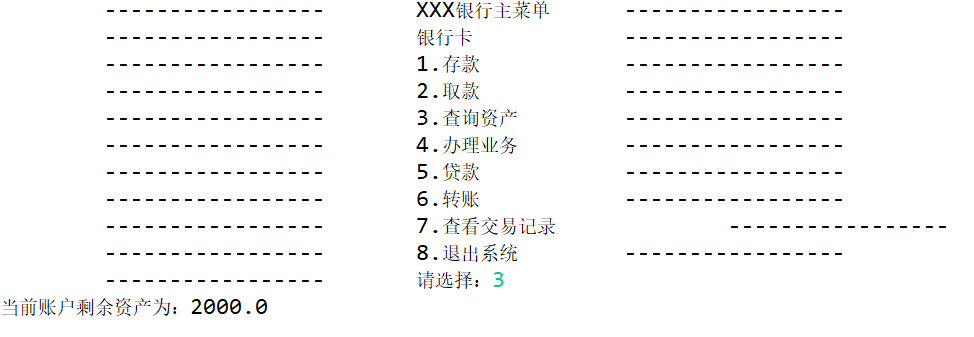 ----------------- XXX银行主菜单 -----------------
----------------- 银行卡 -----------------
----------------- 1.存款 -----------------
----------------- 2.取款 -----------------
----------------- 3.查询资产 -----------------
----------------- 4.办理业务 -----------------
----------------- 5.贷款 -----------------
----------------- 6.转账 -----------------
----------------- 7.查看交易记录 -----------------
----------------- 8.退出系统 -----------------
----------------- 请选择：3
当前账户剩余资产为：2000.0